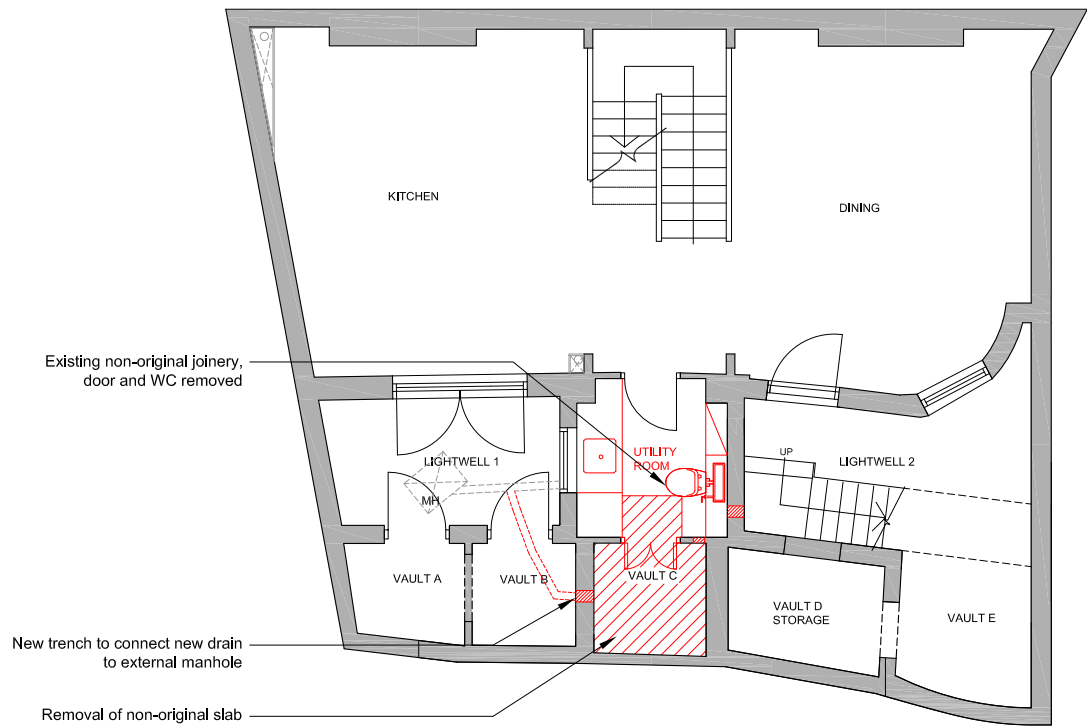 KITCHEN
DINING
Existing non-original joinery,
door and WC removed
UTILITY
ROOM
LIGHTWELL 1
UP
LIGHTWELL 2
MH
VAULT A
VAULT B
VAULT C
VAULT D
STORAGE
VAULT E
New trench to connect new drain
to external manhole
Removal of non-original slab